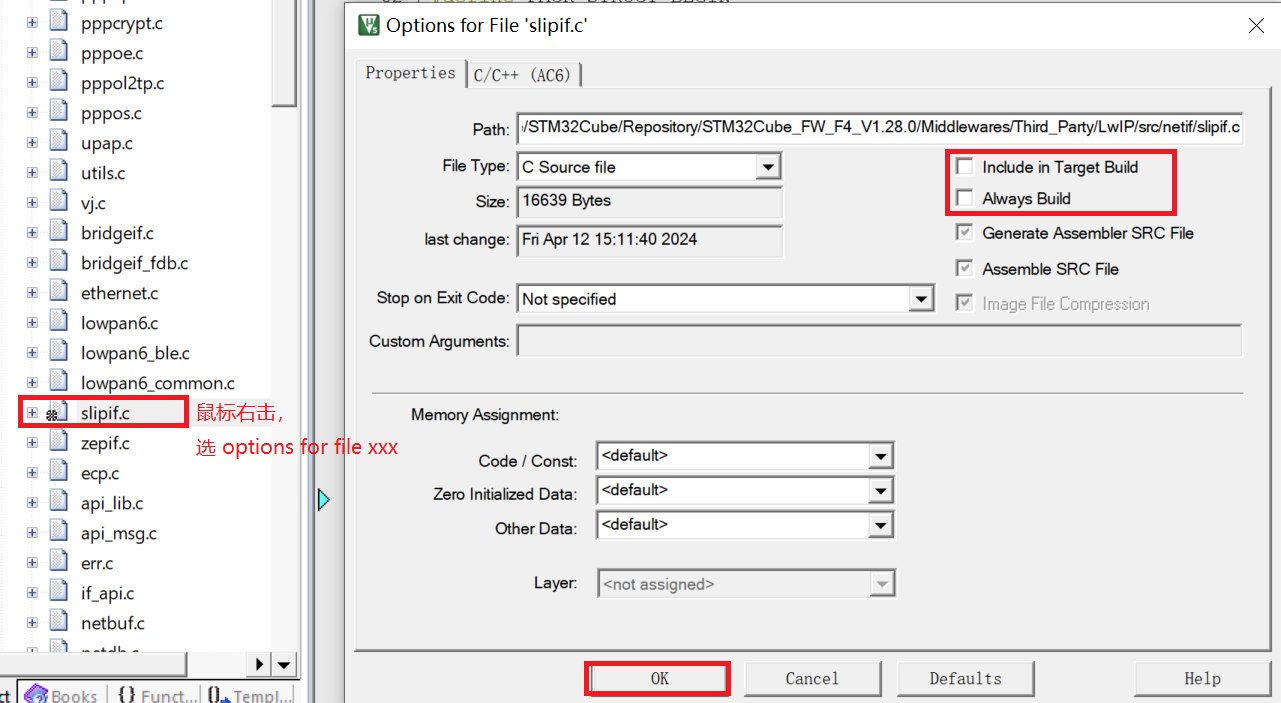 pppcrypt.c
pppoe.c
pppol2tp.c
pppos.c
upap.c
utils.c
vj.c
bridgeif.c
bridgeif_fdb.c
ethernet.c
lowpan6.c
lowpan6_ble.c
lowpan6_common.c
slipif.c
鼠标右击，
选 options for file xxx
zepif.c
ecp.c
api_lib.c
api_msg.c
err.c
if_api.c
netbuf.c
Books
{} Funct...
Templ...
Options for File 'slipif.c'
Properties
C/C++ (AC6)
Path: /STM32Cube/Repository/STM32Cube_FW_F4_V1.28.0/Middlewares/Third_Party/LwIP/src/netif/slipif.c
File Type: C Source file
Include in Target Build
Size: 16639 Bytes
Always Build
last change: Fri Apr 12 15:11:40 2024
Generate Assembler SRC File
Assemble SRC File
Stop on Exit Code: Not specified
Image File Compression
Custom Arguments:
Memory Assignment:
Code / Const: <default>
Zero Initialized Data: <default>
Other Data: <default>
Layer: <not assigned>
OK
Cancel
Defaults
Help